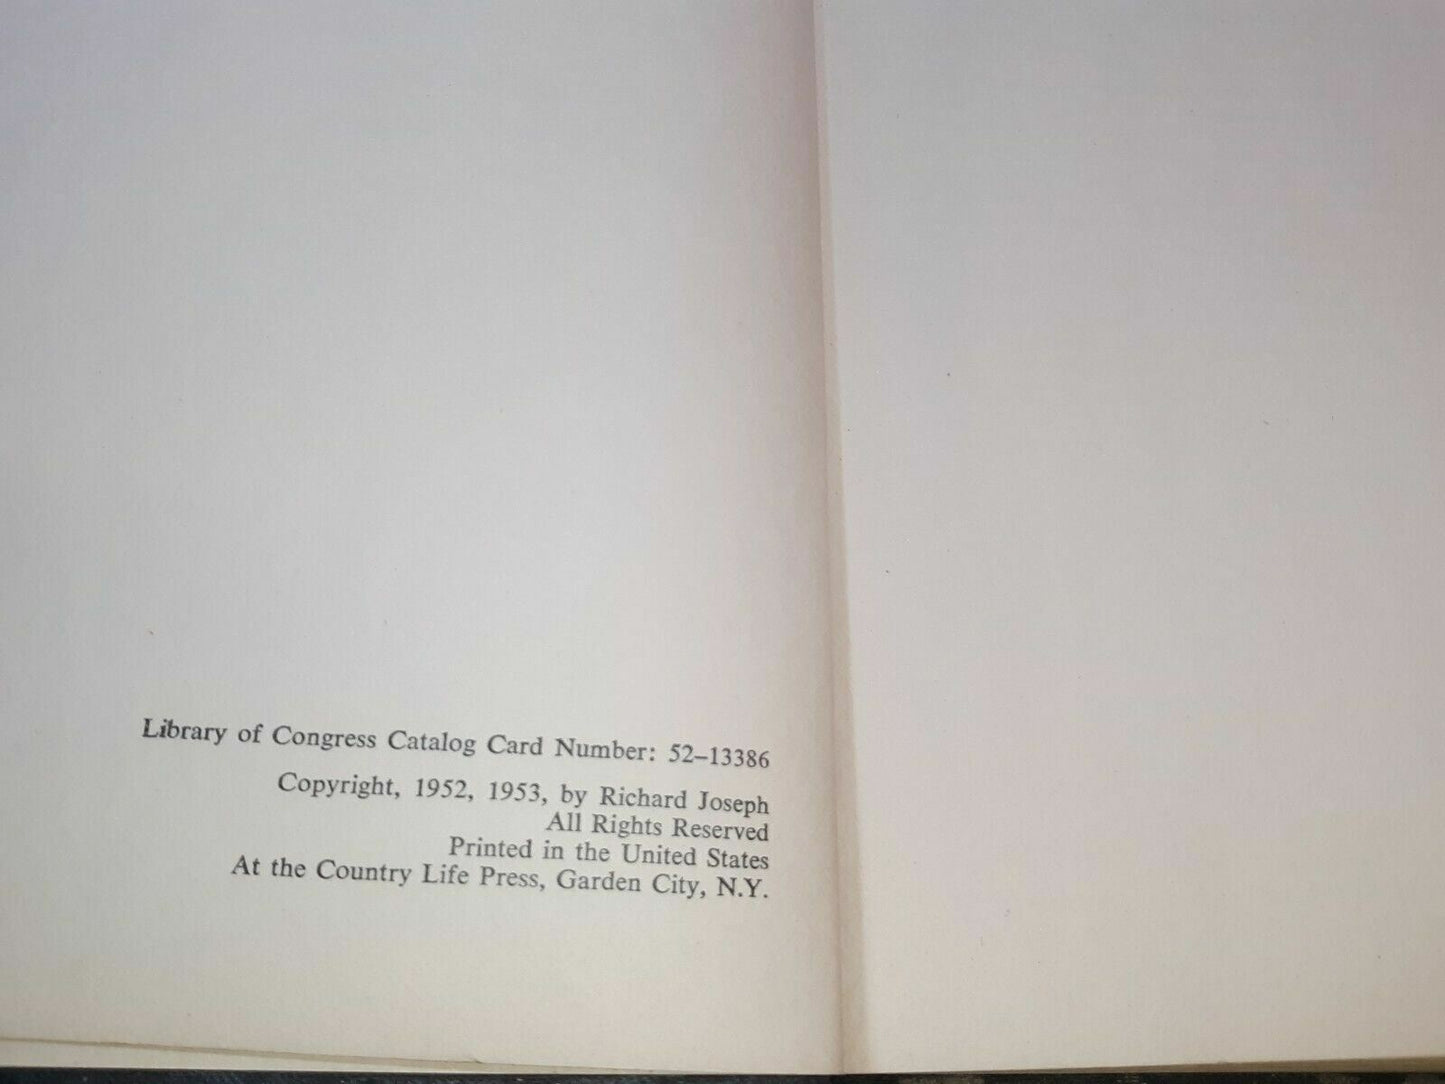 Library of Congress Catalog Card Number: 52–13386
Copyright, 1952, 1953, by Richard Joseph
All Rights Reserved
Printed in the United States
At the Country Life Press, Garden City, N.Y.